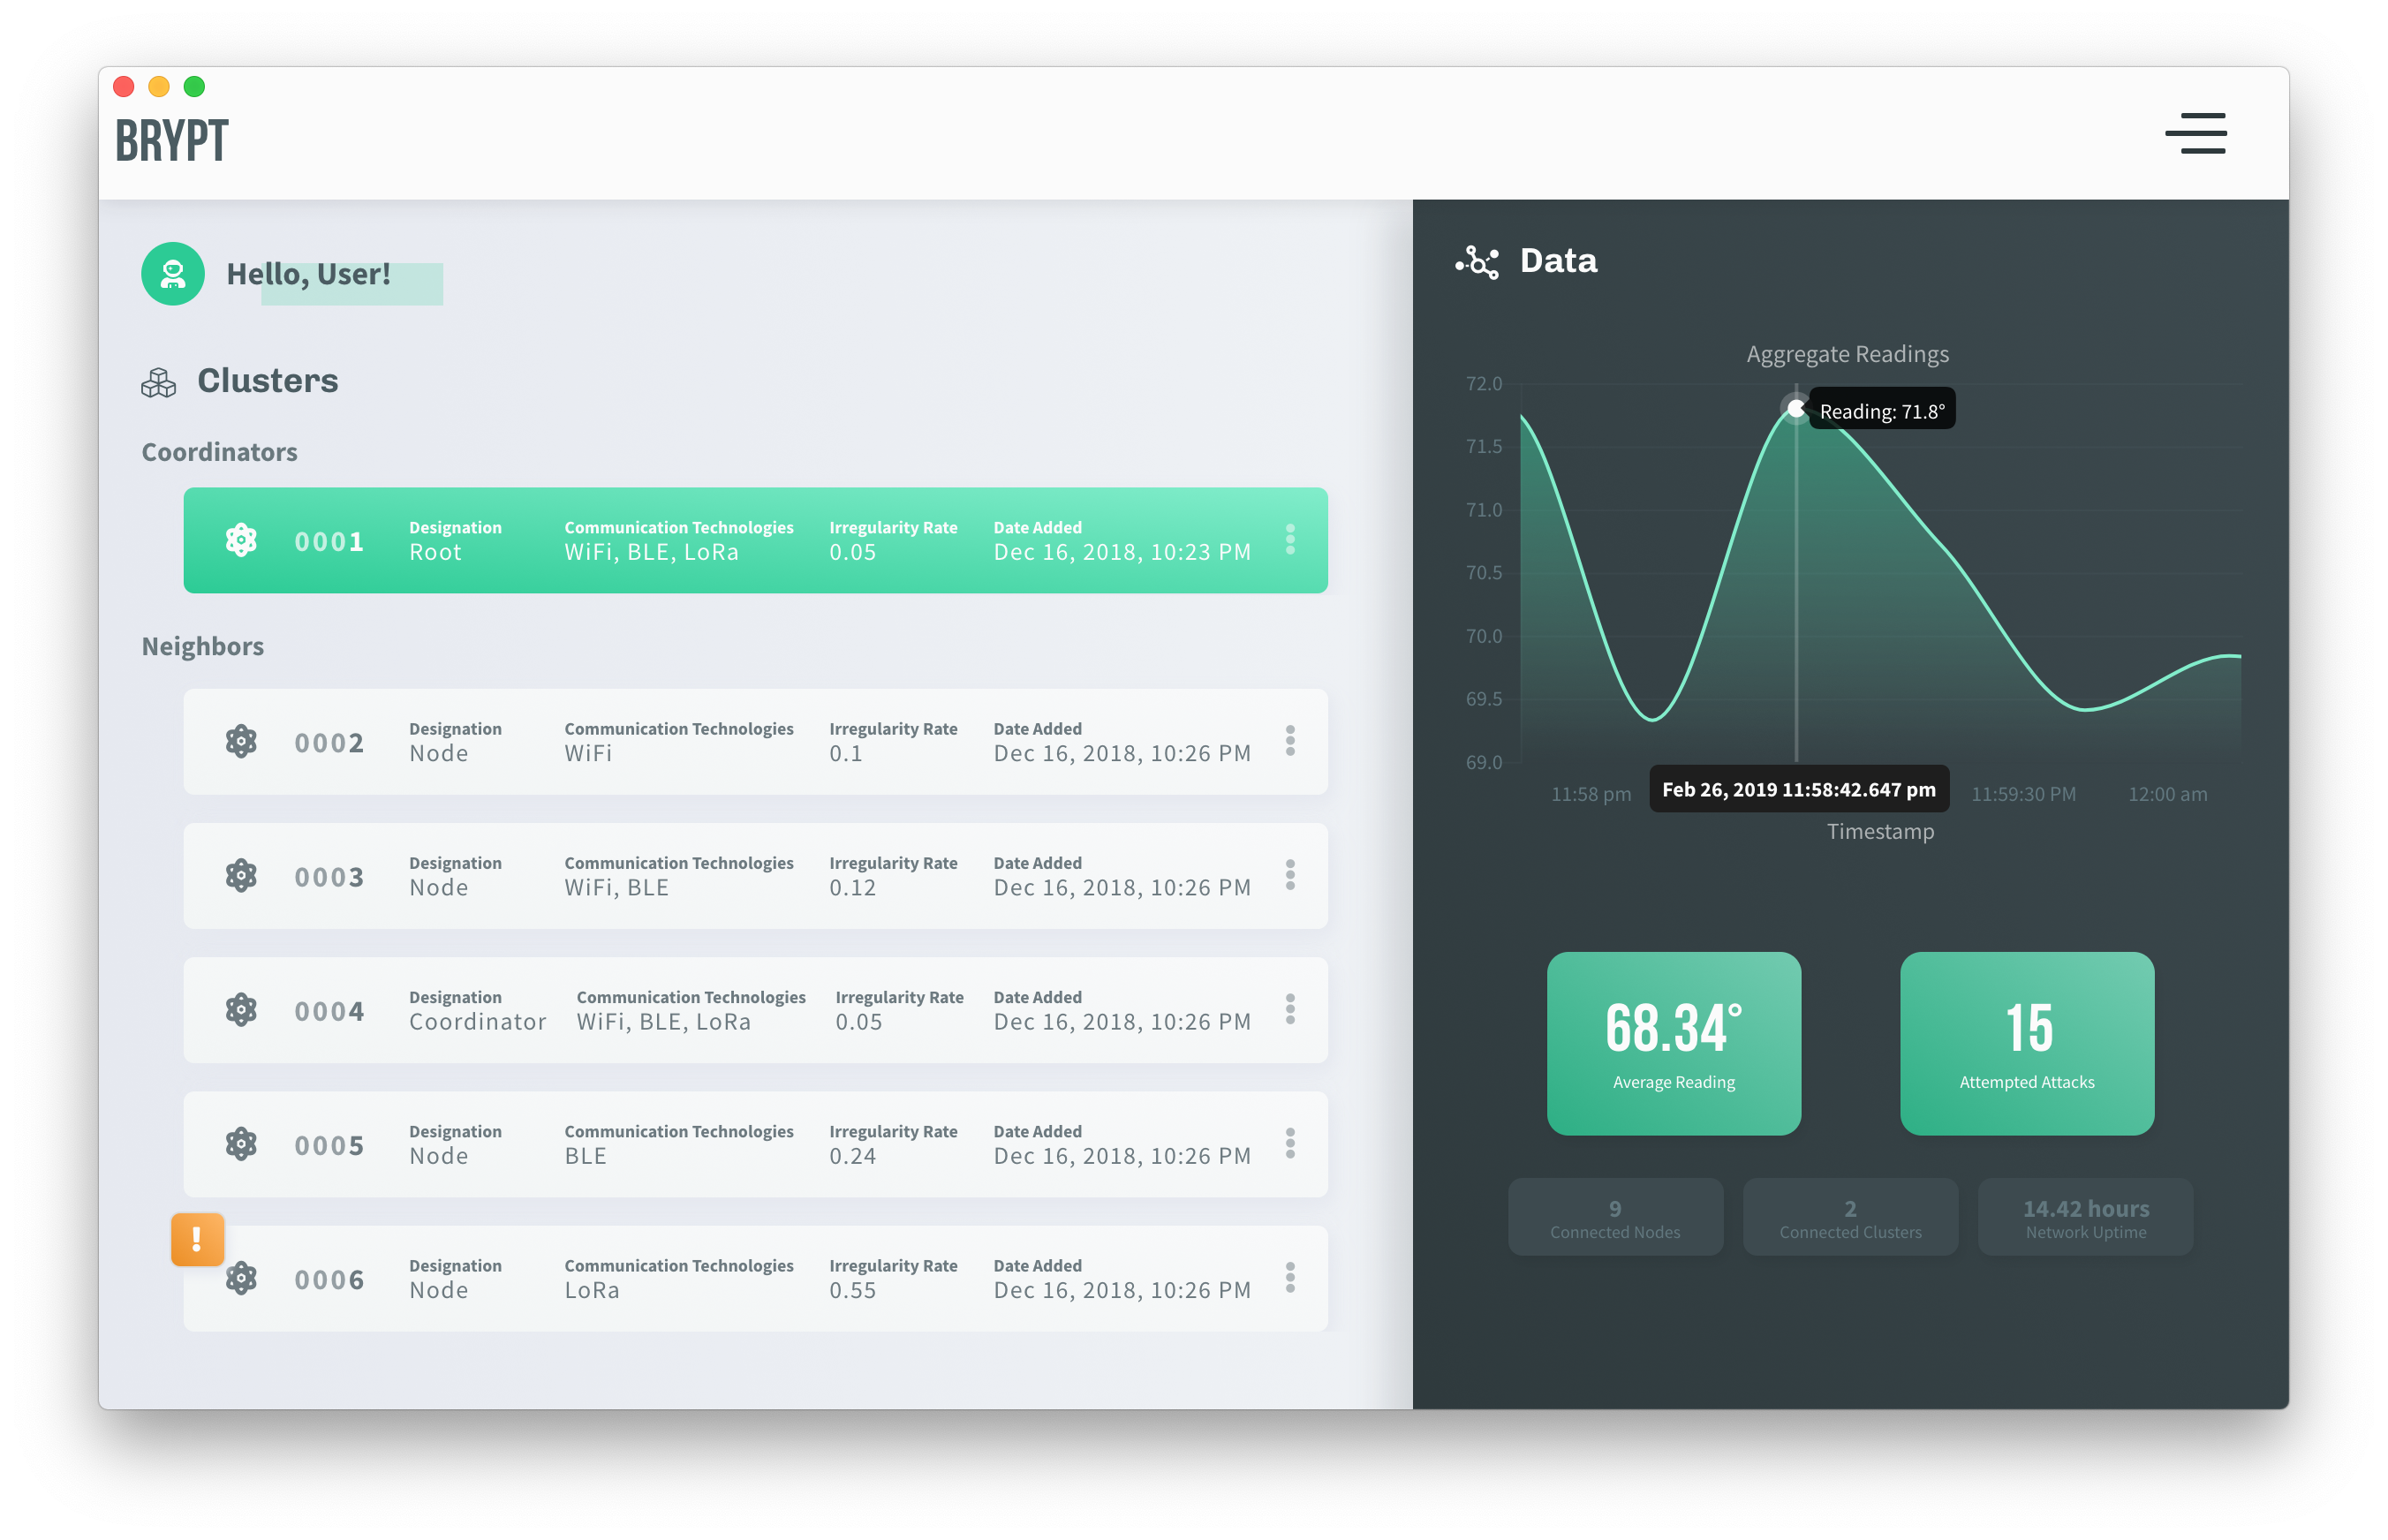 BRYPT
Hello, User!
Clusters
Coordinators
0001
Designation Communication Technologies Irregularity Rate Date Added
Root WiFi, BLE, LoRa 0.05 Dec 16, 2018, 10:23 PM
Neighbors
0002
Designation Communication Technologies Irregularity Rate Date Added
Node WiFi 0.1 Dec 16, 2018, 10:26 PM
0003
Designation Communication Technologies Irregularity Rate Date Added
Node WiFi, BLE 0.12 Dec 16, 2018, 10:26 PM
0004
Designation Communication Technologies Irregularity Rate Date Added
Coordinator WiFi, BLE, LoRa 0.05 Dec 16, 2018, 10:26 PM
0005
Designation Communication Technologies Irregularity Rate Date Added
Node BLE 0.24 Dec 16, 2018, 10:26 PM
!
0006
Designation Communication Technologies Irregularity Rate Date Added
Node LoRa 0.55 Dec 16, 2018, 10:26 PM
Data
Aggregate Readings
72.0
Reading: 71.8°
71.5
71.0
70.5
70.0
69.5
69.0
11:58 pm Feb 26, 2019 11:58:42.647 pm 11:59:30 PM 12:00 am
Timestamp
68.34°
Average Reading
15
Attempted Attacks
9
Connected Nodes
2
Connected Clusters
14.42 hours
Network Uptime